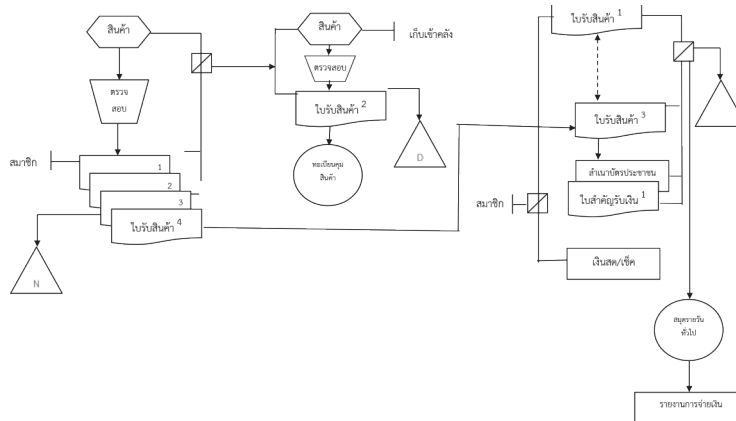 สินค้า
ตรวจ
สอบ
สมาชิก
1
2
3
ใบรับสินค้า 4
N
สินค้า
เก็บเข้าคลัง
ตรวจสอบ
ใบรับสินค้า 2
ทะเบียนคุม
สินค้า
D
ใบรับสินค้า 1
ใบรับสินค้า 3
สำเนาบัตรประชาชน
ใบสำคัญรับเงิน 1
สมาชิก
เงินสด/เช็ค
สมุดรายวัน
ทั่วไป
รายงานการจ่ายเงิน